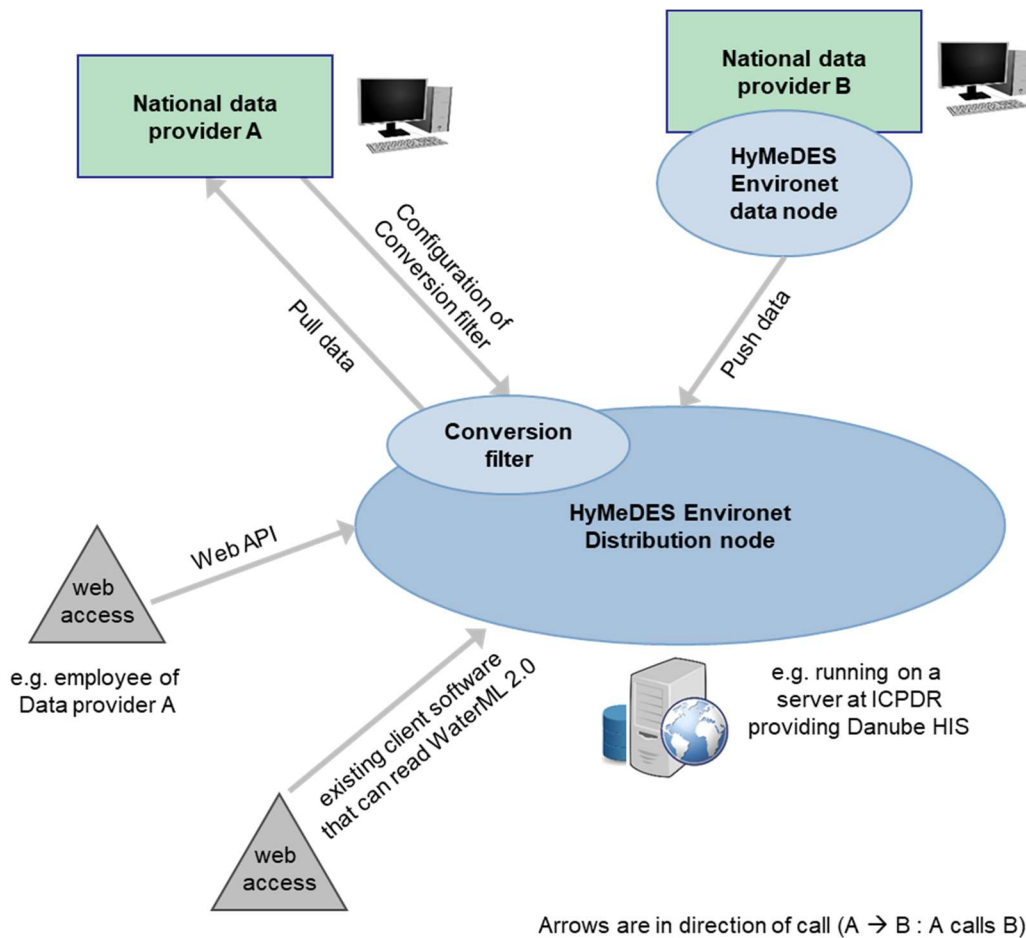 National data
provider A
National data
provider B
HyMeDES
Environet
data node
Configuration of
Conversion filter
Pull data
Push data
Conversion
filter
HyMeDES Environet
Distribution node
Web API
web
access
e.g. employee of
Data provider A
existing client software
that can read WaterML 2.0
e.g. running on a
server at ICPDR
providing Danube HIS
web
access
Arrows are in direction of call (A → B : A calls B)